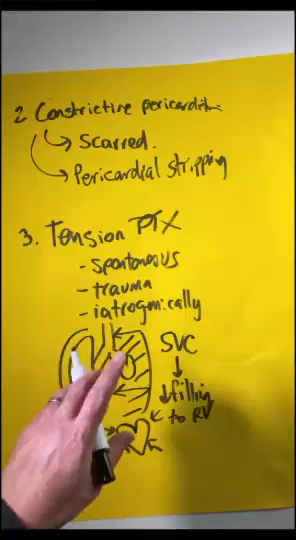 2 Constrictive pericarditis
↳ Scarred.
↳ Pericardial stripping
3. Tension PTX
- spontaneous
- trauma
- iatrogenically
SVC
↓
↓ filling
to RV